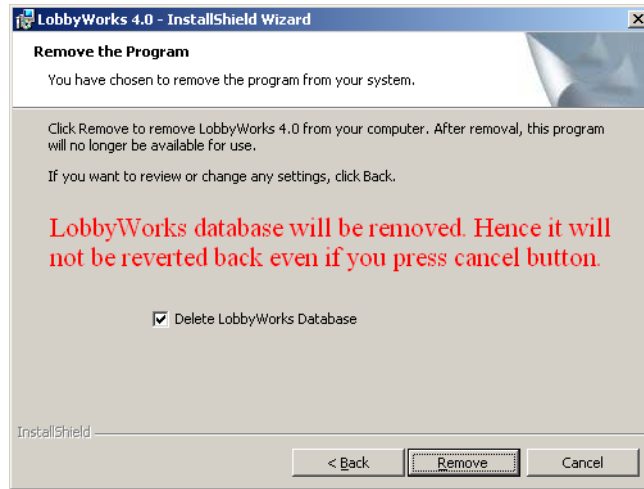 LobbyWorks 4.0 - InstallShield Wizard
Remove the Program
You have chosen to remove the program from your system.
Click Remove to remove LobbyWorks 4.0 from your computer. After removal, this program
will no longer be available for use.
If you want to review or change any settings, click Back.
LobbyWorks database will be removed. Hence it will
not be reverted back even if you press cancel button.
Delete LobbyWorks Database
InstallShield
< Back Remove Cancel